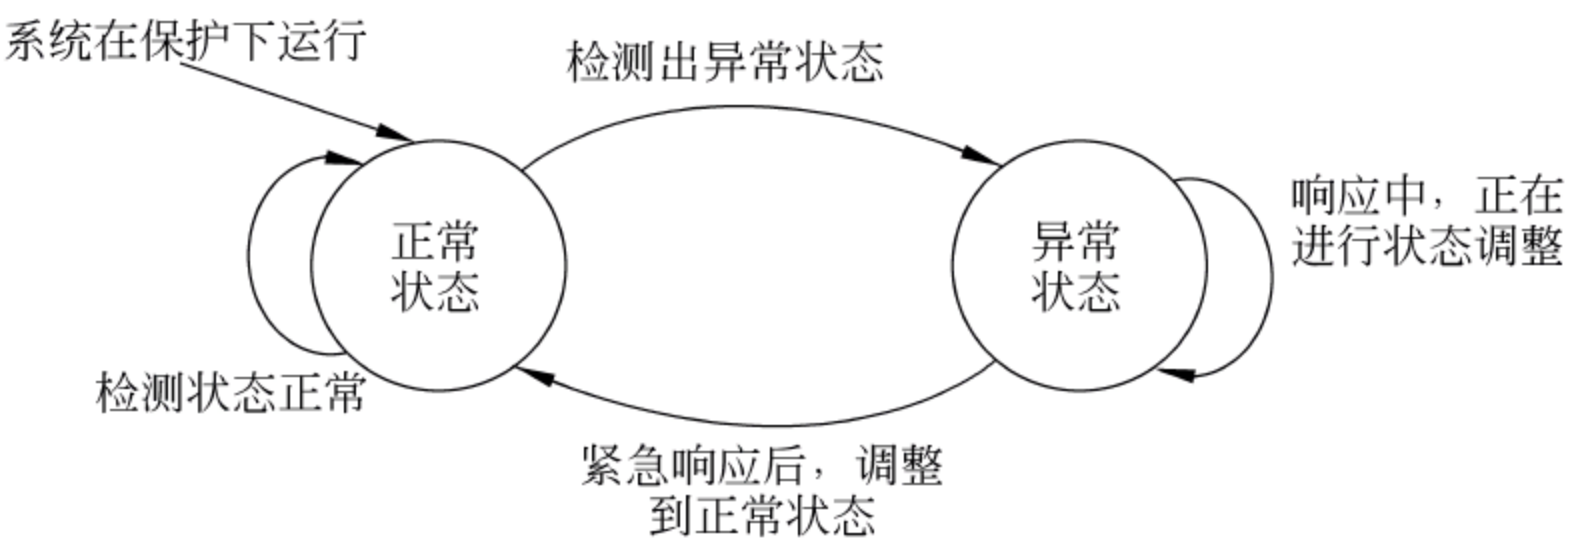 系统在保护下运行
检测出异常状态
响应中，正在
进行状态调整
正常
状态
异常
状态
检测状态正常
紧急响应后，调整
到正常状态